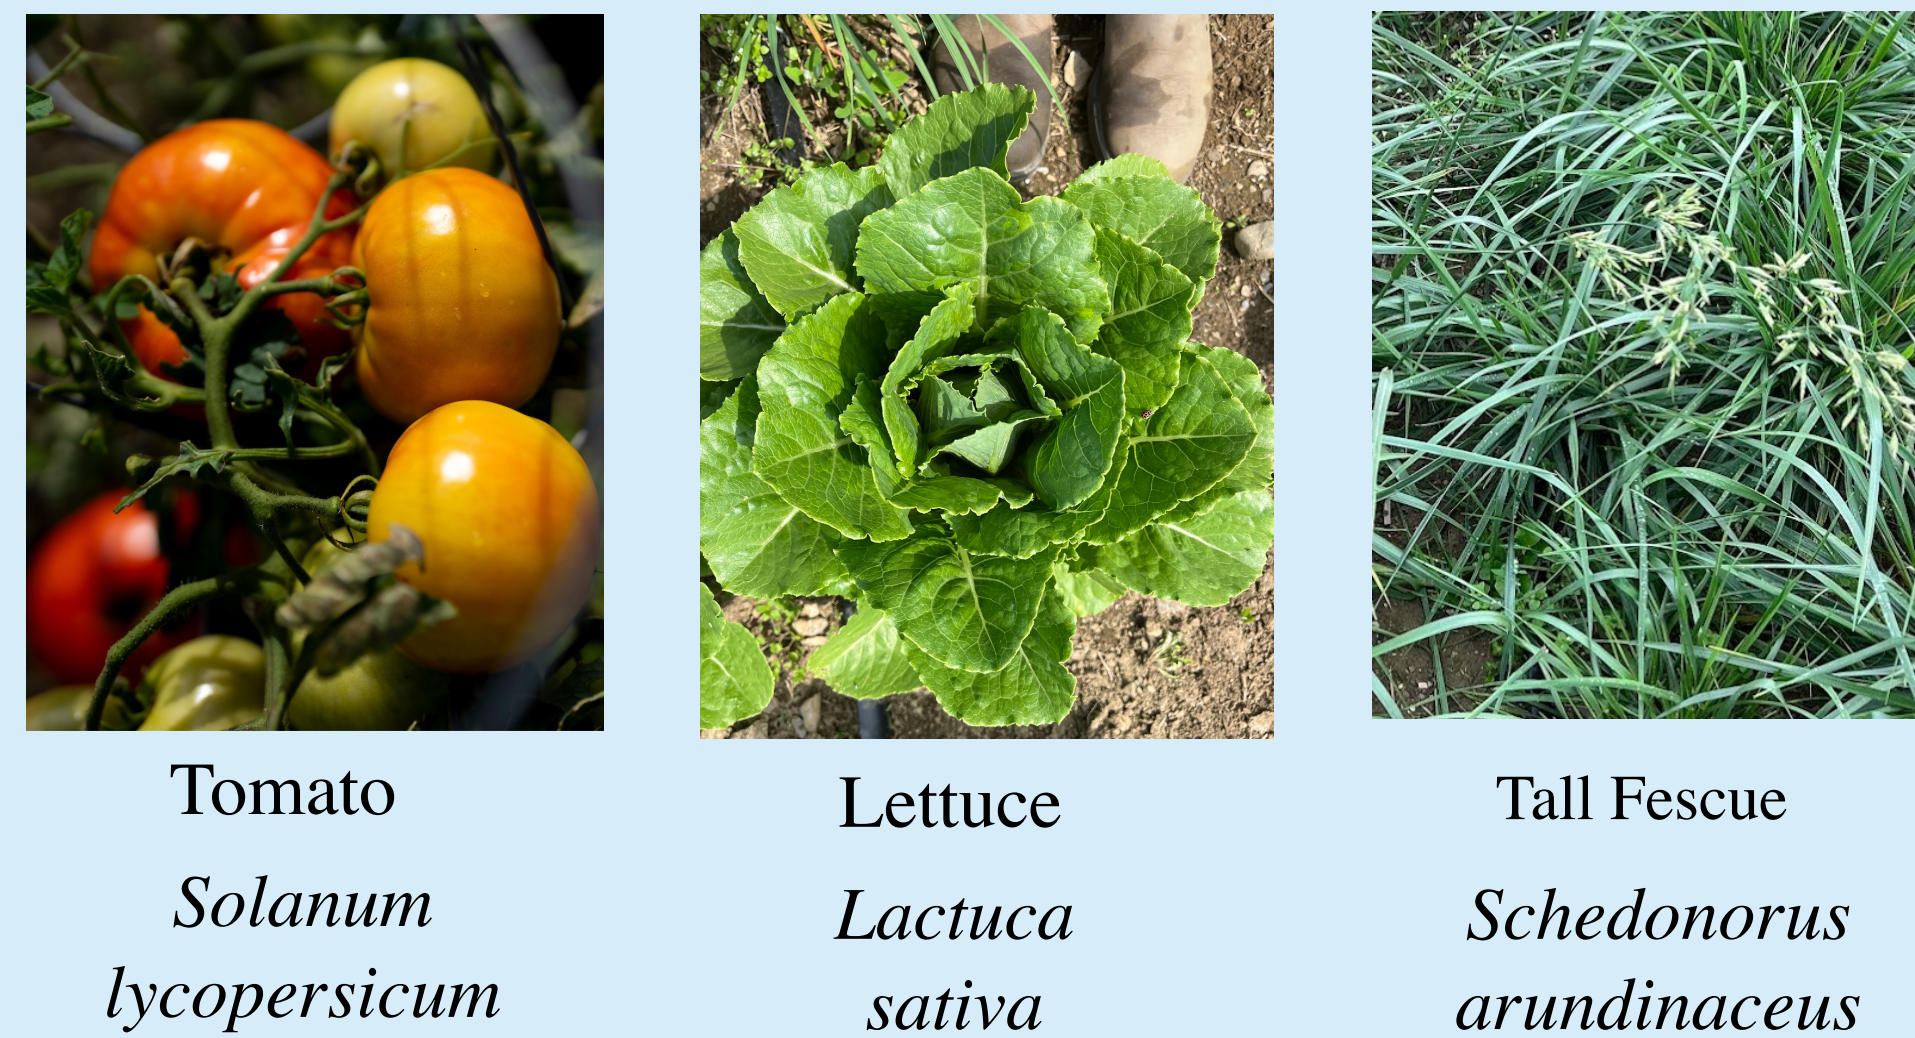 Tomato
Solanum
lycopersicum
Lettuce
Lactuca
sativa
Tall Fescue
Schedonorus
arundinaceus